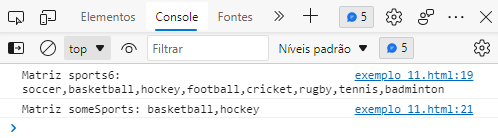 Elementos Console Fontes » + 5
top Filtrar Níveis padrão 5
Matriz sports6: exemplo 11.html:19
soccer,basketball,hockey,football,cricket,rugby,tennis,badminton
Matriz someSports: basketball,hockey exemplo 11.html:21
>